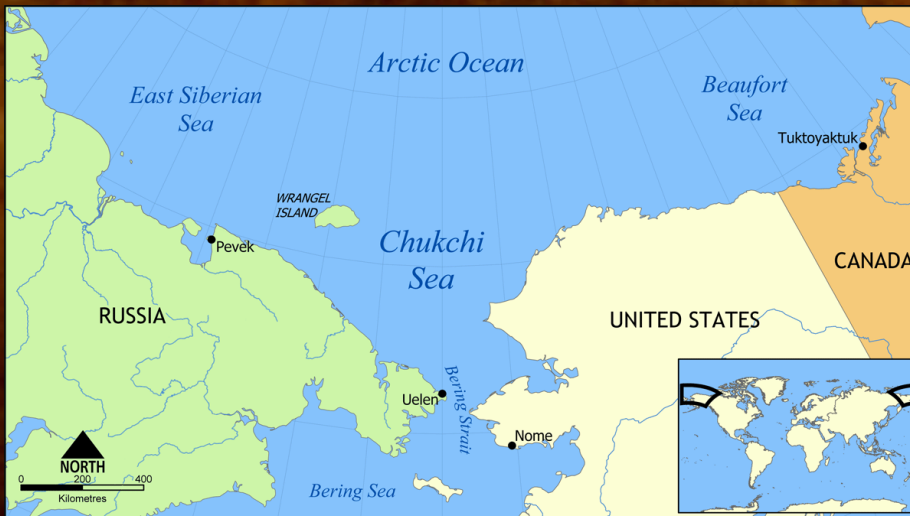 Arctic Ocean
East Siberian
Sea
Beaufort
Sea
Tuktoyaktuk
WRANGEL
ISLAND
Pevek
Chukchi
Sea
CANADA
RUSSIA
UNITED STATES
Uelen
Bering Strait
Nome
NORTH
0 200 400
Kilometres
Bering Sea